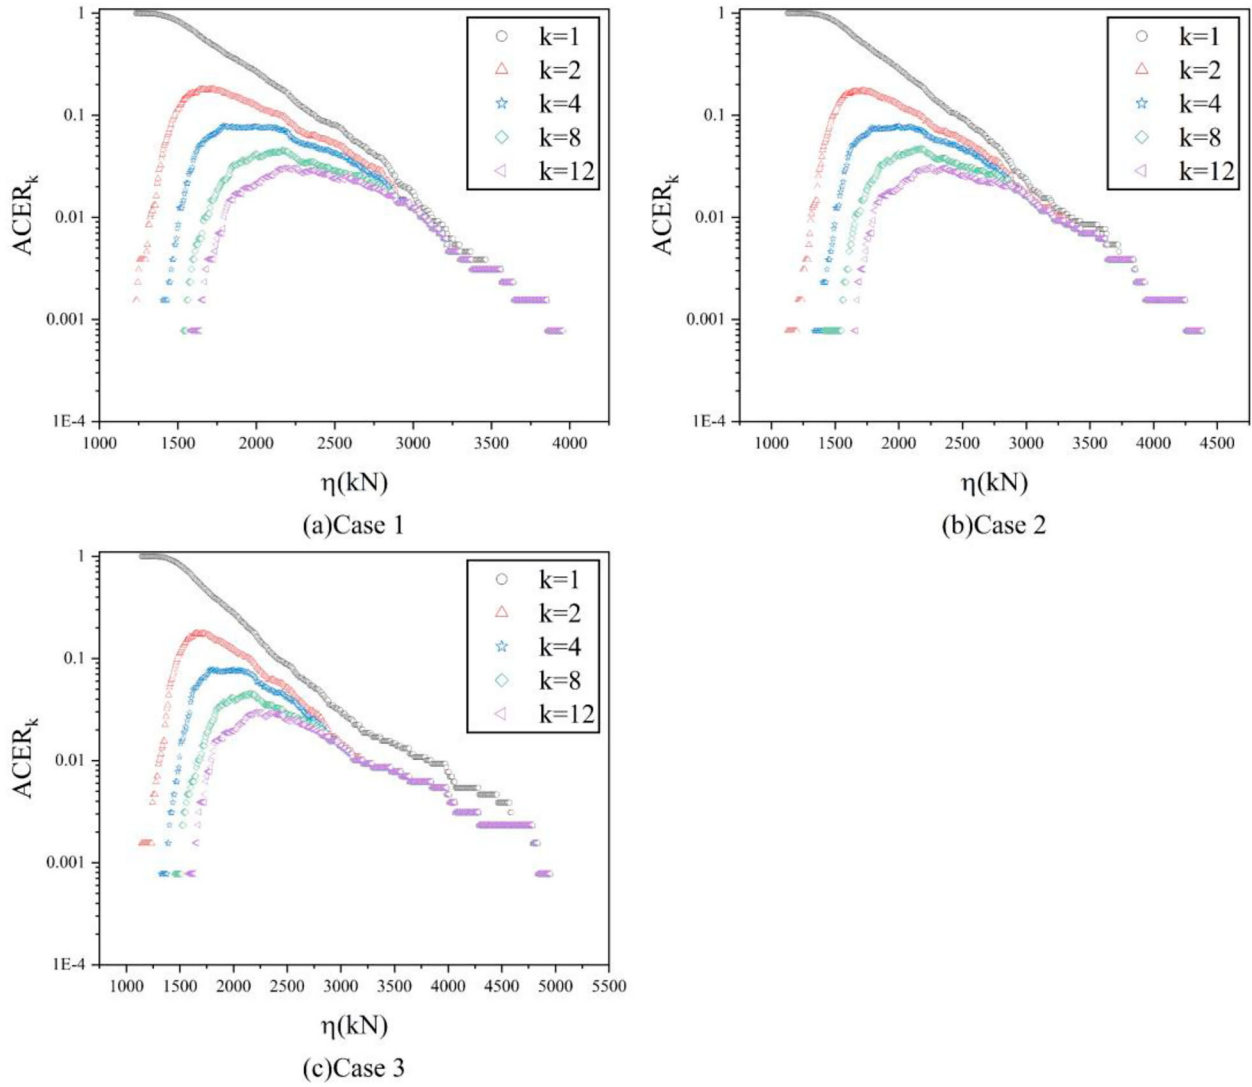 1
0.1
0.01
0.001
1E-4
ACERk
k=1
k=2
k=4
k=8
k=12
1000 1500 2000 2500 3000 3500 4000
η(kN)
(a)Case 1
1
0.1
0.01
0.001
1E-4
ACERk
k=1
k=2
k=4
k=8
k=12
1000 1500 2000 2500 3000 3500 4000 4500
η(kN)
(b)Case 2
1
0.1
0.01
0.001
1E-4
ACERk
k=1
k=2
k=4
k=8
k=12
1000 1500 2000 2500 3000 3500 4000 4500 5000 5500
η(kN)
(c)Case 3